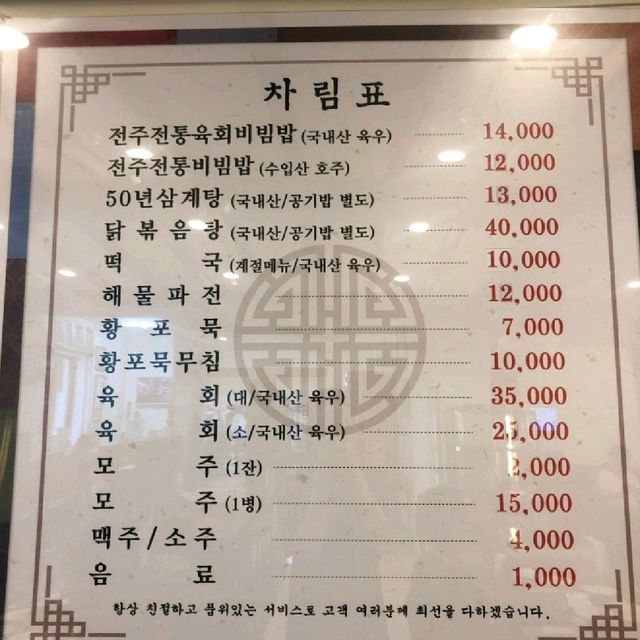 차림표
전주전통육회비빔밥 (국내산 육우) 14,000
전주전통비빔밥 (수입산 호주) 12,000
50년삼계탕 (국내산/공기밥 별도) 13,000
닭볶음탕 (국내산/공기밥 별도) 40,000
떡국 (계절메뉴/국내산 육우) 10,000
해물파전 12,000
황포묵 7,000
황포묵무침 10,000
육회 (대/국내산 육우) 35,000
육회 (소/국내산 육우) 25,000
모주 (1잔) 2,000
모주 (1병) 15,000
맥주/소주 4,000
음료 1,000
항상 친절하고 품위있는 서비스로 고객 여러분께 최선을 다하겠습니다.